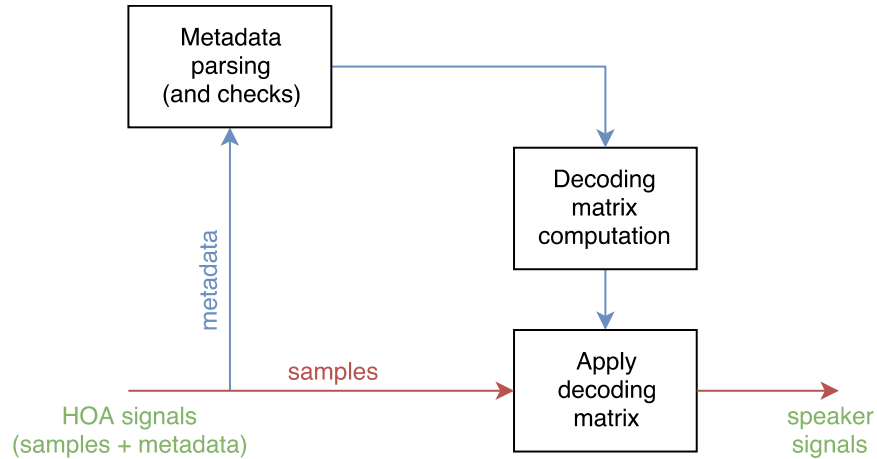 Metadata
parsing
(and checks)
Decoding
matrix
computation
metadata
samples
Apply
decoding
matrix
HOA signals
(samples + metadata)
speaker
signals